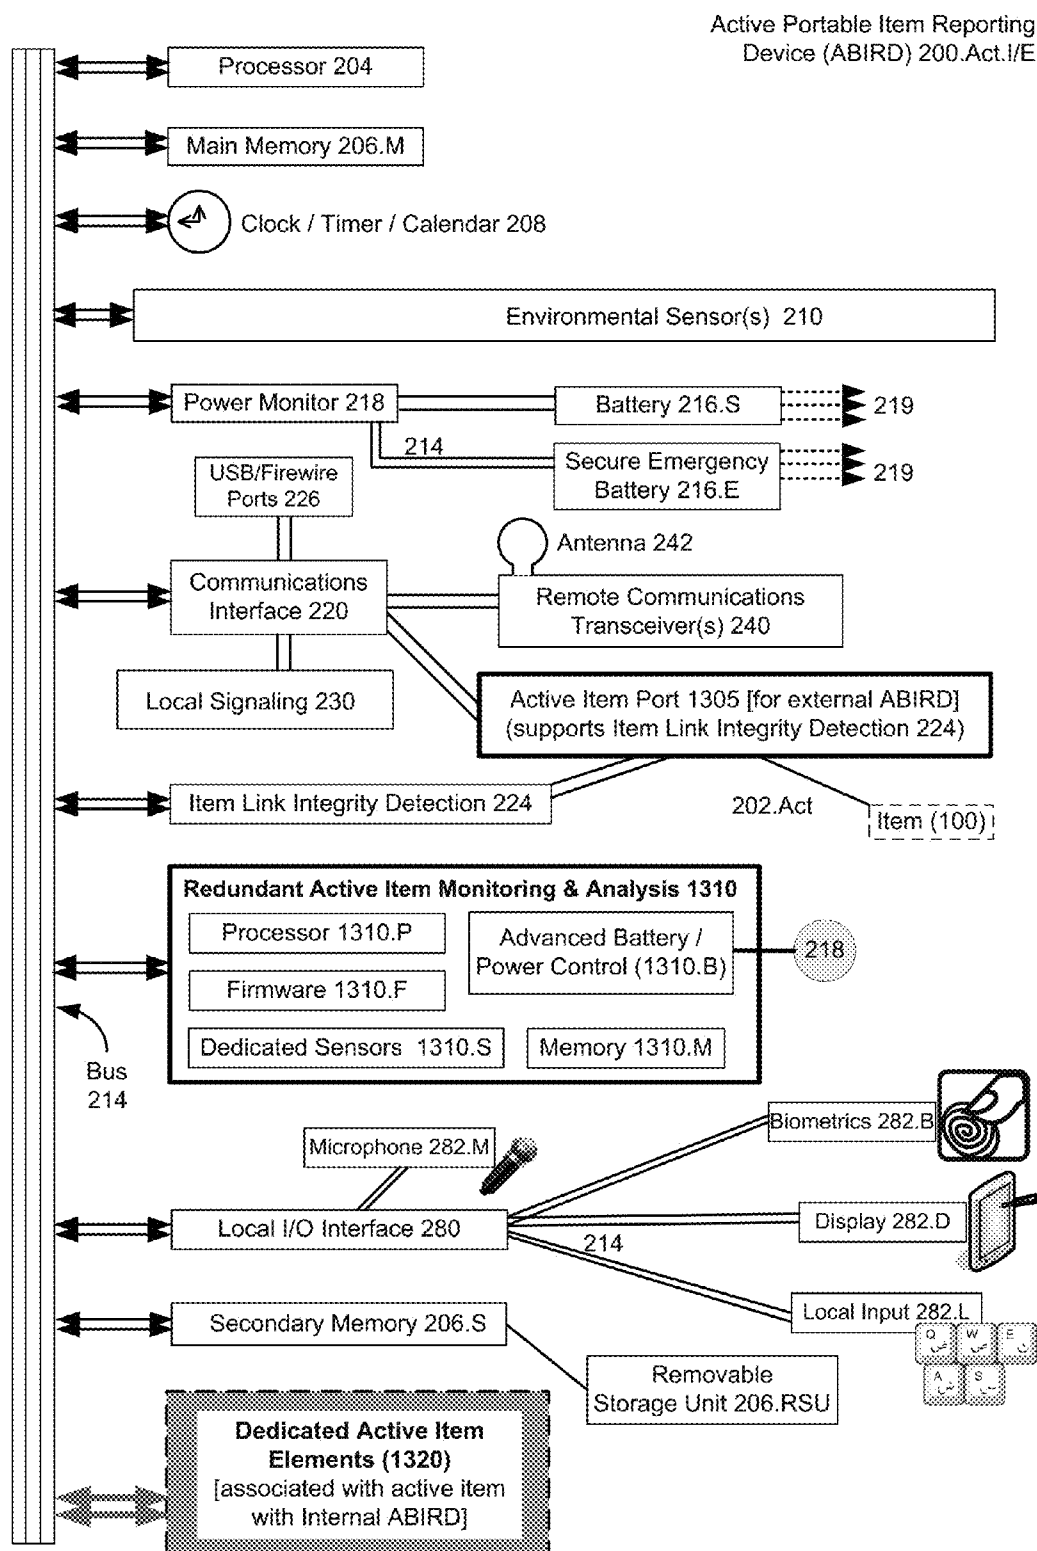 Active Portable Item Reporting
Device (ABIRD) 200.Act.I/E
Processor 204
Main Memory 206.M
Clock / Timer / Calendar 208
Environmental Sensor(s) 210
Power Monitor 218
Battery 216.S
219
214
Secure Emergency
Battery 216.E
219
USB/Firewire
Ports 226
Antenna 242
Communications
Interface 220
Remote Communications
Transceiver(s) 240
Local Signaling 230
Active Item Port 1305 [for external ABIRD]
(supports Item Link Integrity Detection 224)
Item Link Integrity Detection 224
202.Act
Item (100)
Redundant Active Item Monitoring & Analysis 1310
Processor 1310.P
Advanced Battery /
Power Control (1310.B)
218
Firmware 1310.F
Dedicated Sensors 1310.S
Memory 1310.M
Bus
214
Biometrics 282.B
Microphone 282.M
Local I/O Interface 280
Display 282.D
214
Local Input 282.L
Q W E
A S
Secondary Memory 206.S
Removable
Storage Unit 206.RSU
Dedicated Active Item
Elements (1320)
[associated with active item
with Internal ABIRD]